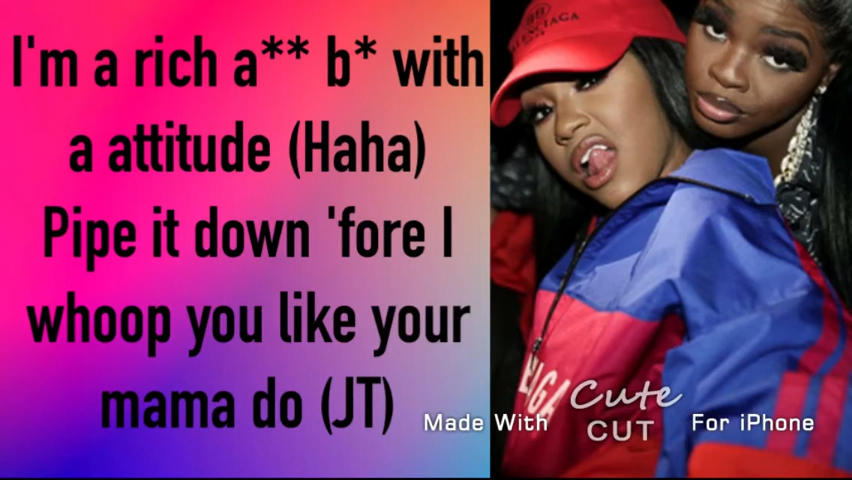 I'm a rich a** b* with
a attitude (Haha)
Pipe it down 'fore I
whoop you like your
mama do (JT)
Made With Cute CUT For iPhone